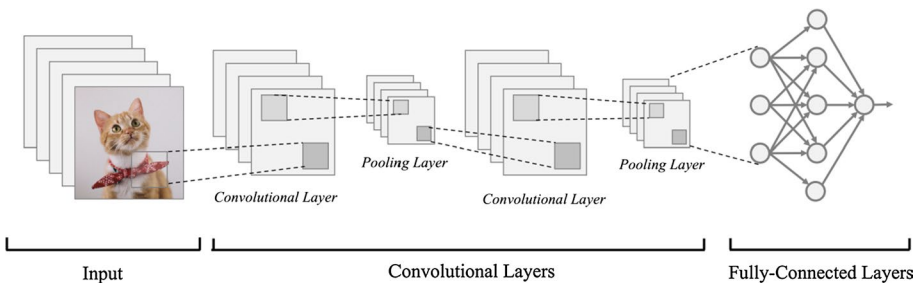 Convolutional Layer
Pooling Layer
Convolutional Layer
Pooling Layer
Input
Convolutional Layers
Fully-Connected Layers